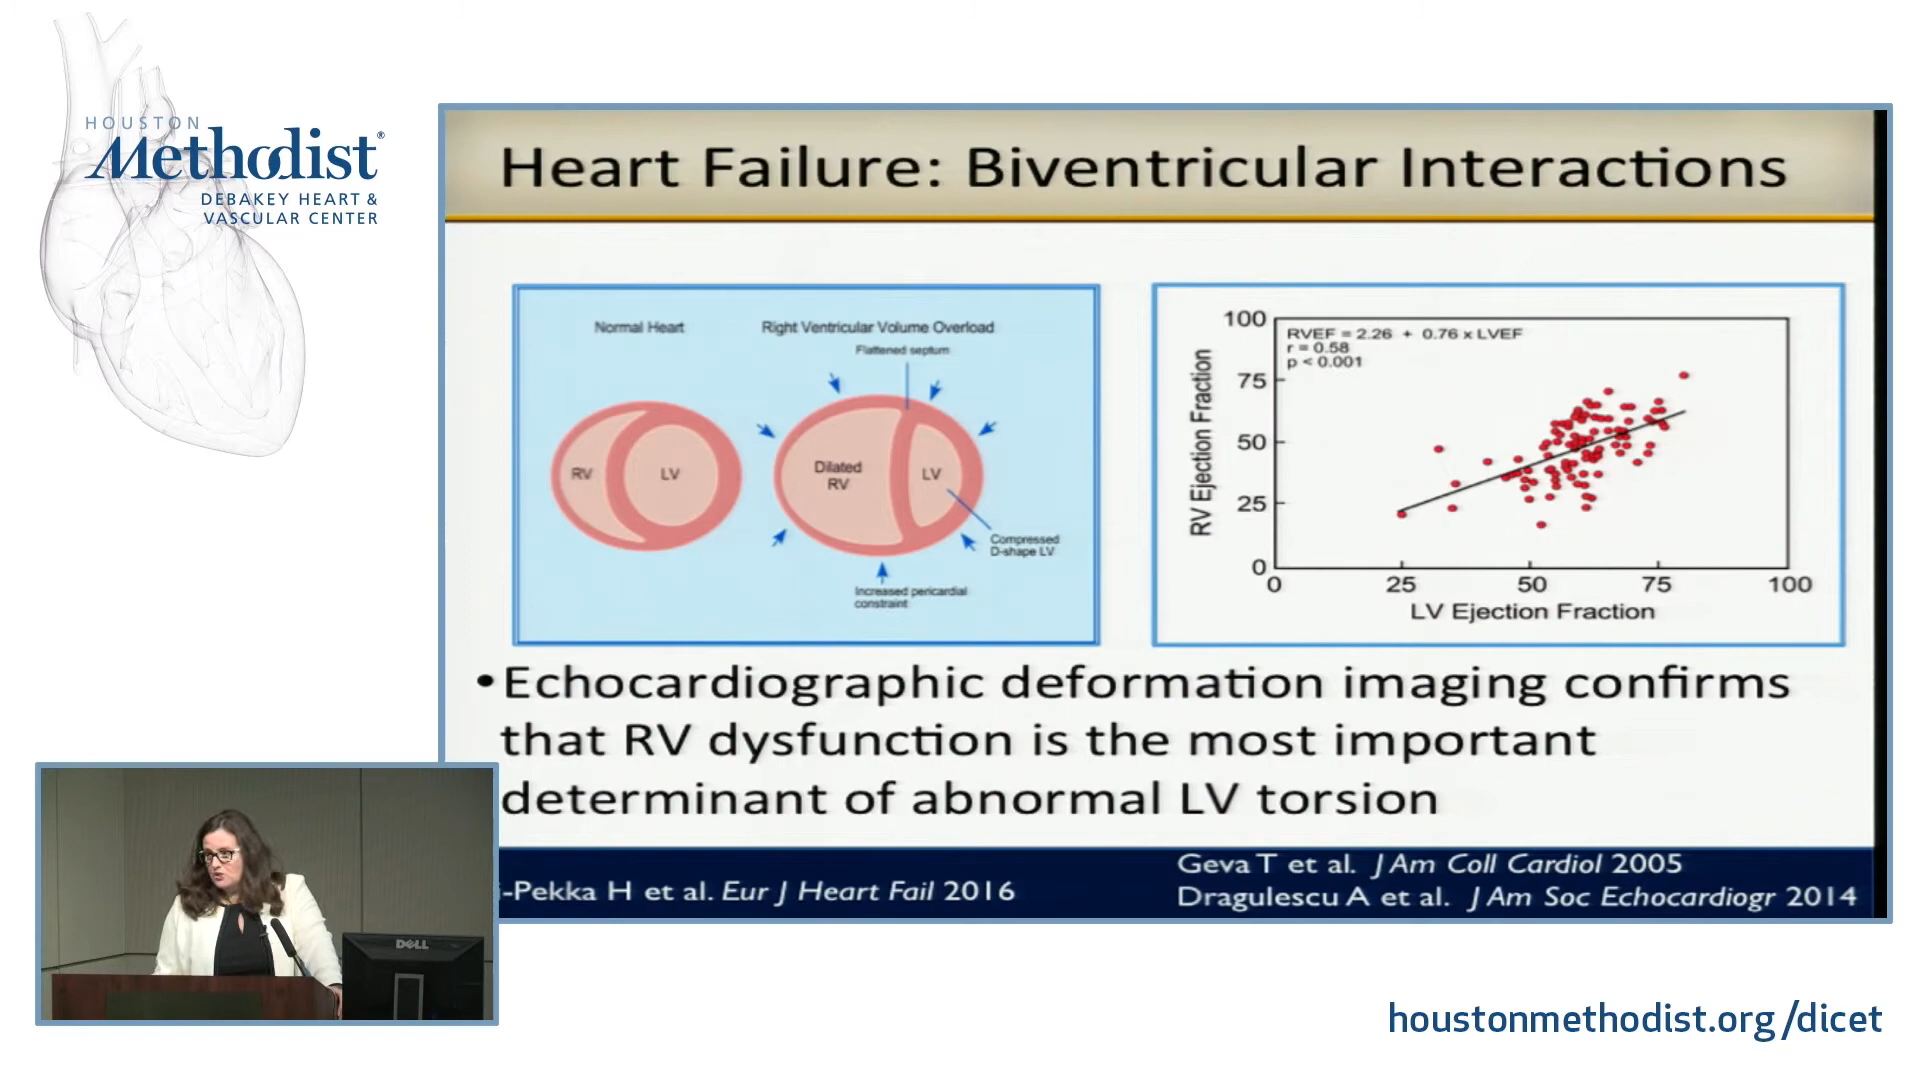 HOUSTON
Methodist®
DEBAKEY HEART &
VASCULAR CENTER
Heart Failure: Biventricular Interactions
Normal Heart
Right Ventricular Volume Overload
Flattened septum
RV
LV
Dilated
RV
LV
Compressed
D-shape LV
Increased pericardial
constraint
100
75
50
25
0
RV Ejection Fraction
RVEF = 2.26 + 0.76 x LVEF
r = 0.58
p < 0.001
0 25 50 75 100
LV Ejection Fraction
•Echocardiographic deformation imaging confirms
that RV dysfunction is the most important
determinant of abnormal LV torsion
-Pekka H et al. Eur J Heart Fail 2016
Geva T et al. J Am Coll Cardiol 2005
Dragulescu A et al. J Am Soc Echocardiogr 2014
DELL
houstonmethodist.org/dicet